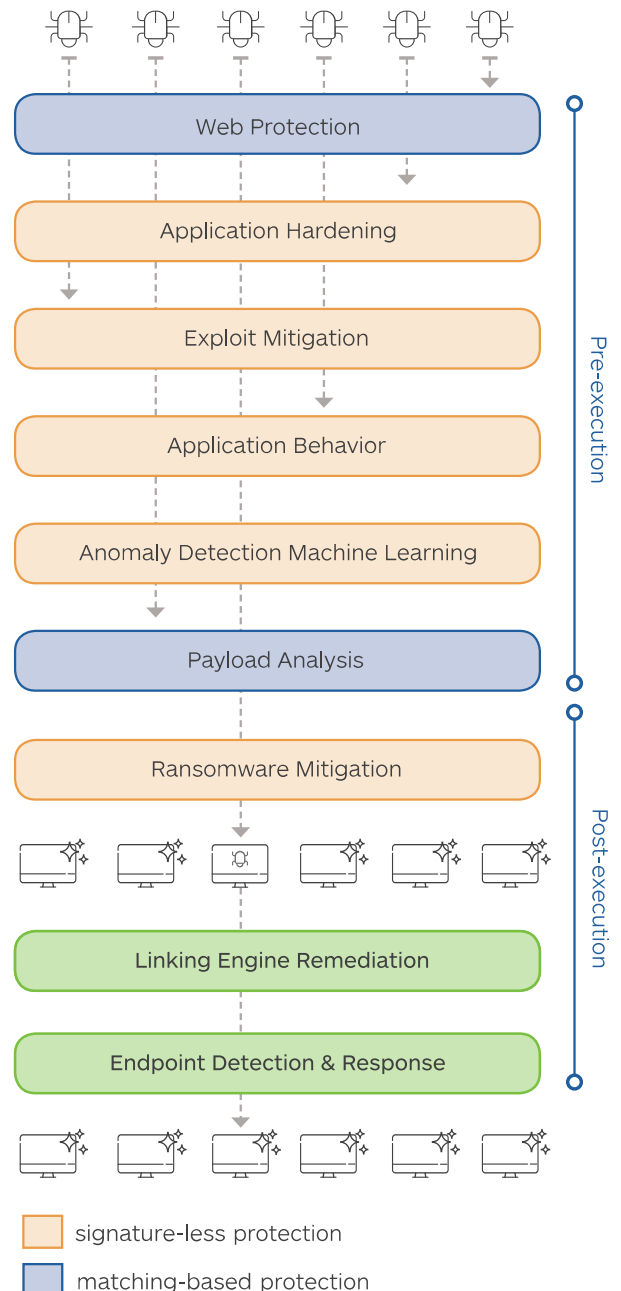 Web Protection
Application Hardening
Exploit Mitigation
Pre-execution
Application Behavior
Anomaly Detection Machine Learning
Payload Analysis
Ransomware Mitigation
Post-execution
Linking Engine Remediation
Endpoint Detection & Response
signature-less protection
matching-based protection